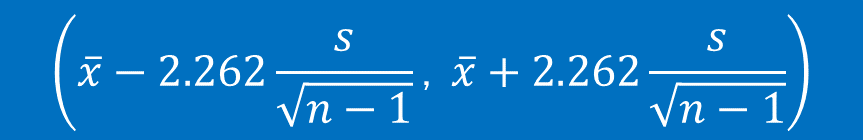 (x̄ − 2.262 s/√(n − 1), x̄ + 2.262 s/√(n − 1))